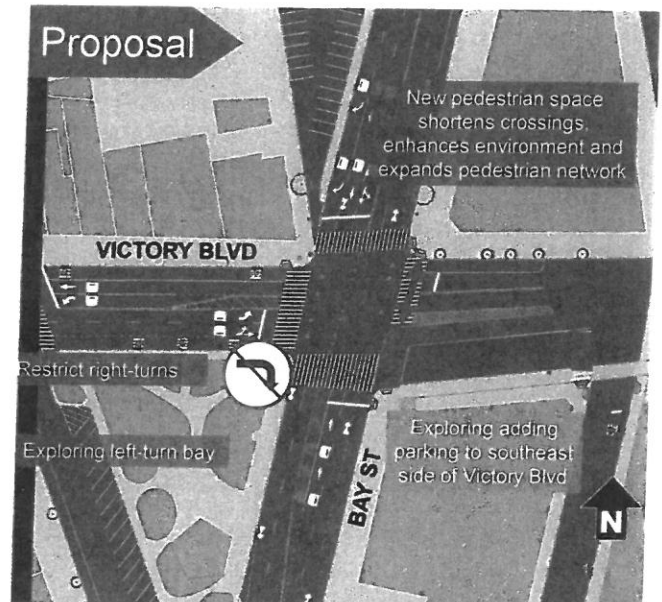 Proposal
New pedestrian space
shortens crossings,
enhances environment and
expands pedestrian network
VICTORY BLVD
Restrict right-turns
Exploring left-turn bay
BAY ST
Exploring adding
parking to southeast
side of Victory Blvd
N